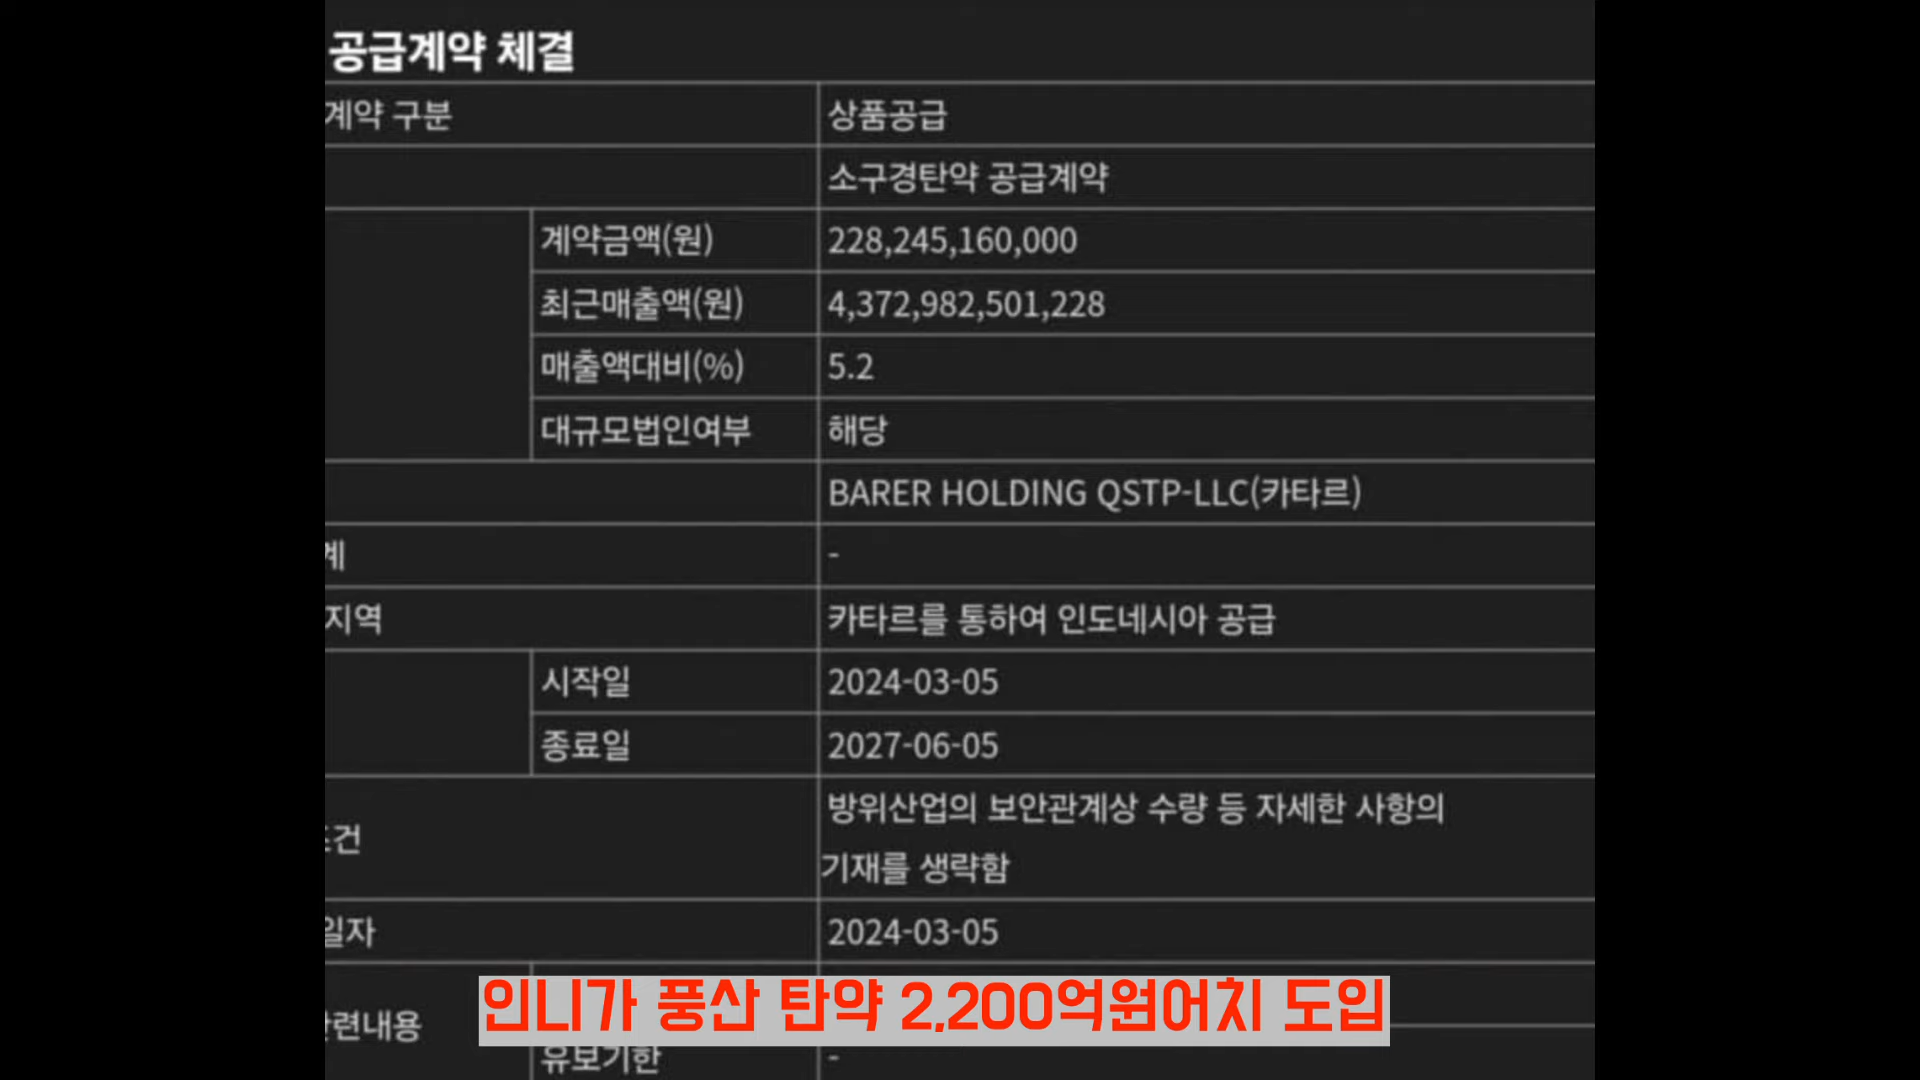 공급계약 체결
계약 구분 상품공급
소구경탄약 공급계약
계약금액(원) 228,245,160,000
최근매출액(원) 4,372,982,501,228
매출액대비(%) 5.2
대규모법인여부 해당
BARER HOLDING QSTP-LLC(카타르)
계 -
지역 카타르를 통하여 인도네시아 공급
시작일 2024-03-05
종료일 2027-06-05
방위산업의 보안관계상 수량 등 자세한 사항의
건
기재를 생략함
일자 2024-03-05
인니가 풍산 탄약 2,200억원어치 도입
련내용
유보기한 -